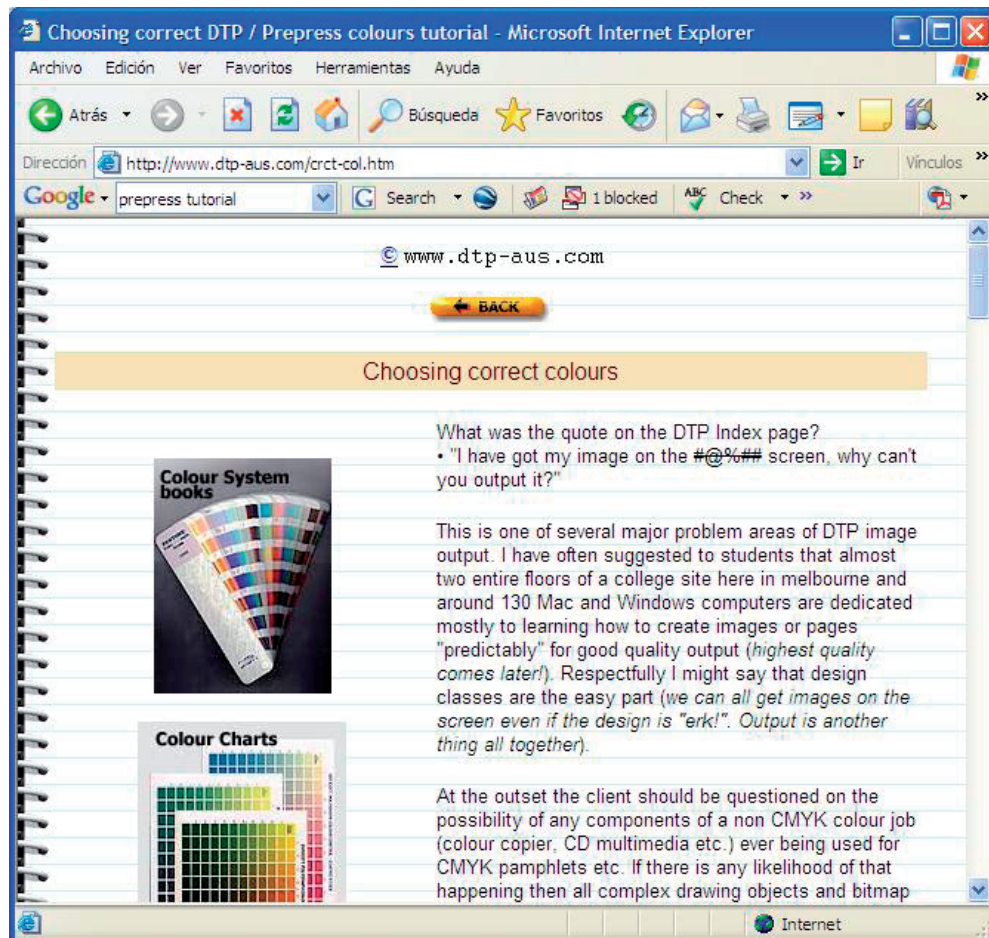 Choosing correct DTP / Prepress colours tutorial - Microsoft Internet Explorer
Archivo Edición Ver Favoritos Herramientas Ayuda
Atrás Búsqueda Favoritos »
Dirección http://www.dtp-aus.com/crct-col.htm Ir Vínculos »
Google prepress tutorial G Search 1 blocked ABC Check »
© www.dtp-aus.com
BACK
Choosing correct colours
Colour System
books
Colour Charts
What was the quote on the DTP Index page?
• "I have got my image on the #@%## screen, why can't
you output it?"
This is one of several major problem areas of DTP image
output. I have often suggested to students that almost
two entire floors of a college site here in melbourne and
around 130 Mac and Windows computers are dedicated
mostly to learning how to create images or pages
"predictably" for good quality output (highest quality
comes later!). Respectfully I might say that design
classes are the easy part (we can all get images on the
screen even if the design is "erk!". Output is another
thing all together).
At the outset the client should be questioned on the
possibility of any components of a non CMYK colour job
(colour copier, CD multimedia etc.) ever being used for
CMYK pamphlets etc. If there is any likelihood of that
happening then all complex drawing objects and bitmap
Internet